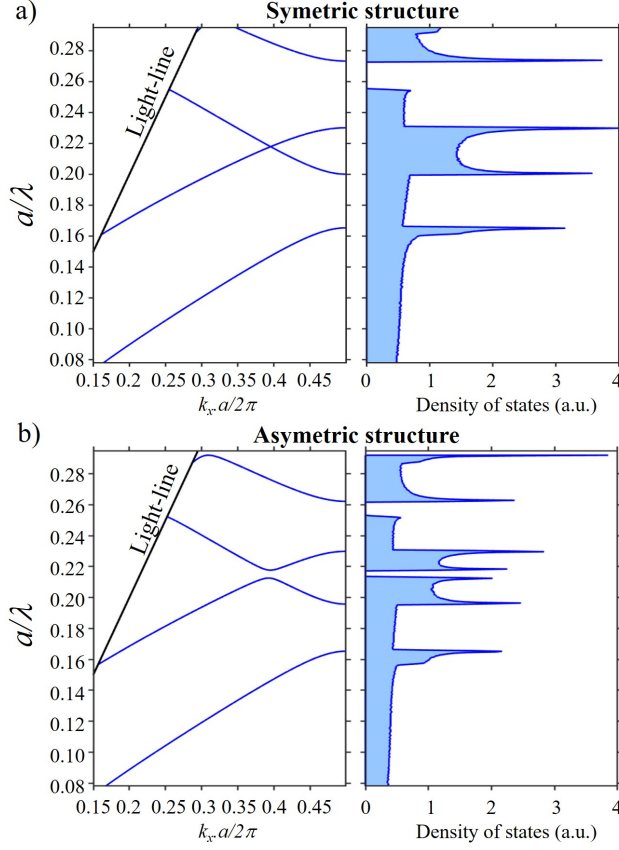 Symetric structure
a)
0.28
0.26
0.24
0.22
0.20
0.18
0.16
0.14
0.12
0.10
0.08
a/λ
Light-line
0.15 0.2 0.25 0.3 0.35 0.4 0.45
kₓ.a/2π
0 1 2 3 4
Density of states (a.u.)
b)
Asymetric structure
0.28
0.26
0.24
0.22
0.20
0.18
0.16
0.14
0.12
0.10
0.08
a/λ
Light-line
0.15 0.2 0.25 0.3 0.35 0.4 0.45
kₓ.a/2π
0 1 2 3 4
Density of states (a.u.)